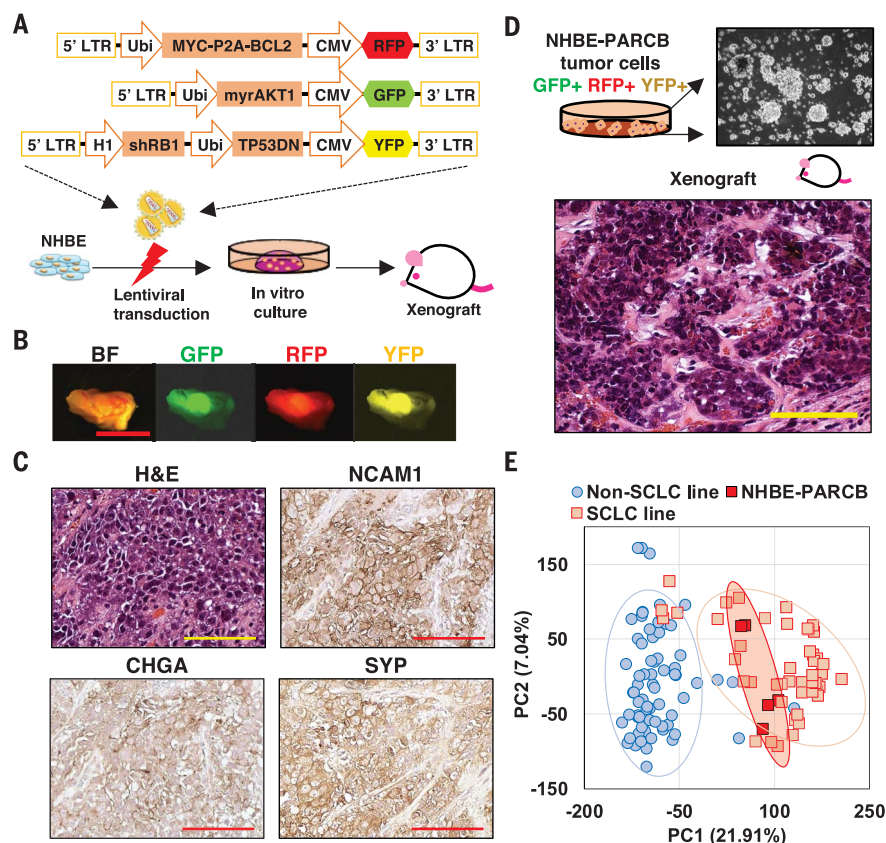 A
5' LTR Ubi MYC-P2A-BCL2 CMV RFP 3' LTR
5' LTR Ubi myrAKT1 CMV GFP 3' LTR
5' LTR H1 shRB1 Ubi TP53DN CMV YFP 3' LTR
NHBE
Lentiviral
transduction
In vitro
culture
Xenograft
B
BF GFP RFP YFP
C
H&E NCAM1
CHGA SYP
D
NHBE-PARCB
tumor cells
GFP+ RFP+ YFP+
Xenograft
E
Non-SCLC line NHBE-PARCB
SCLC line
PC2 (7.04%)
150
50
-50
-150
-200 -50 100 250
PC1 (21.91%)